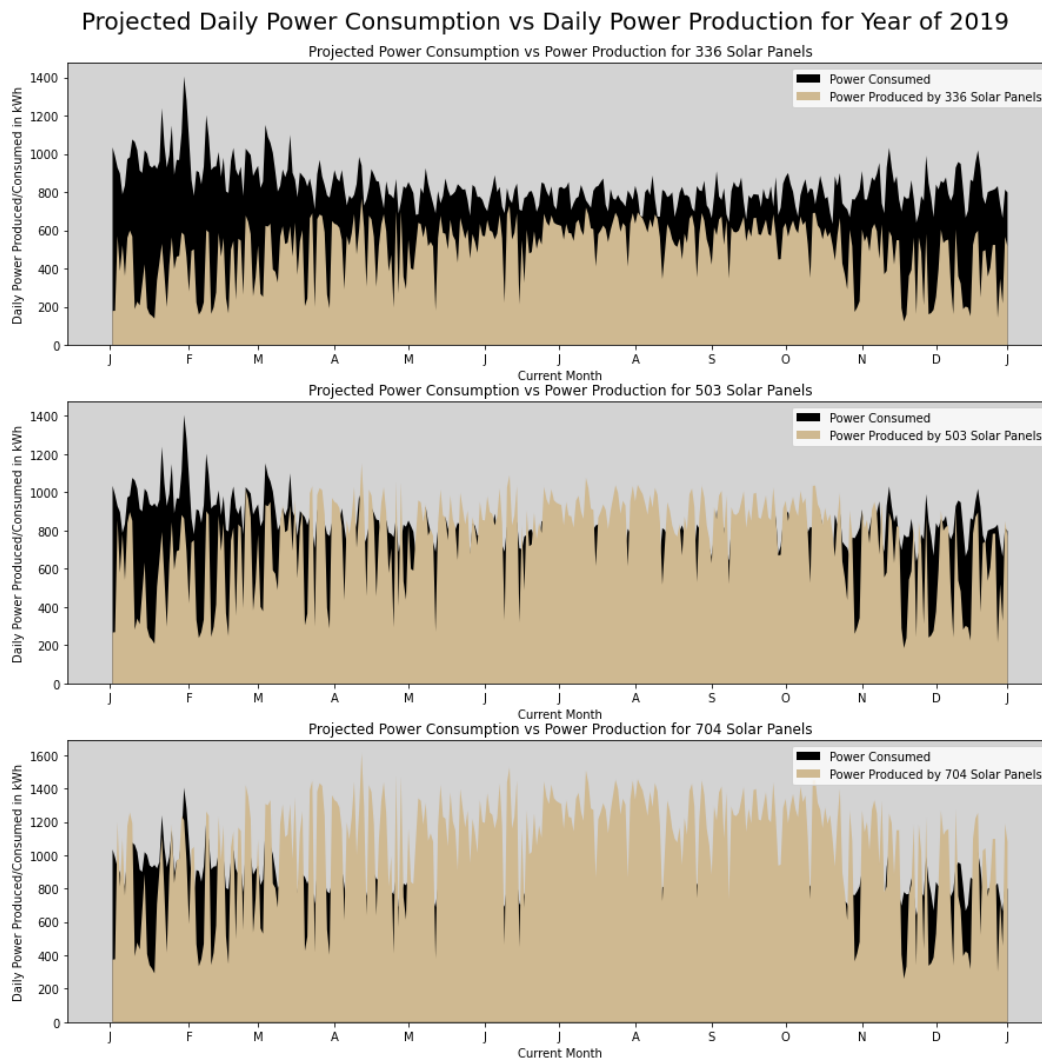 Projected Daily Power Consumption vs Daily Power Production for Year of 2019
Projected Power Consumption vs Power Production for 336 Solar Panels
Daily Power Produced/Consumed in kWh
1400
1200
1000
800
600
400
200
0
Power Consumed
Power Produced by 336 Solar Panels
J F M A M J J A S O N D J
Current Month
Projected Power Consumption vs Power Production for 503 Solar Panels
Daily Power Produced/Consumed in kWh
1400
1200
1000
800
600
400
200
0
Power Consumed
Power Produced by 503 Solar Panels
J F M A M J J A S O N D J
Current Month
Projected Power Consumption vs Power Production for 704 Solar Panels
Daily Power Produced/Consumed in kWh
1600
1400
1200
1000
800
600
400
200
0
Power Consumed
Power Produced by 704 Solar Panels
J F M A M J J A S O N D J
Current Month